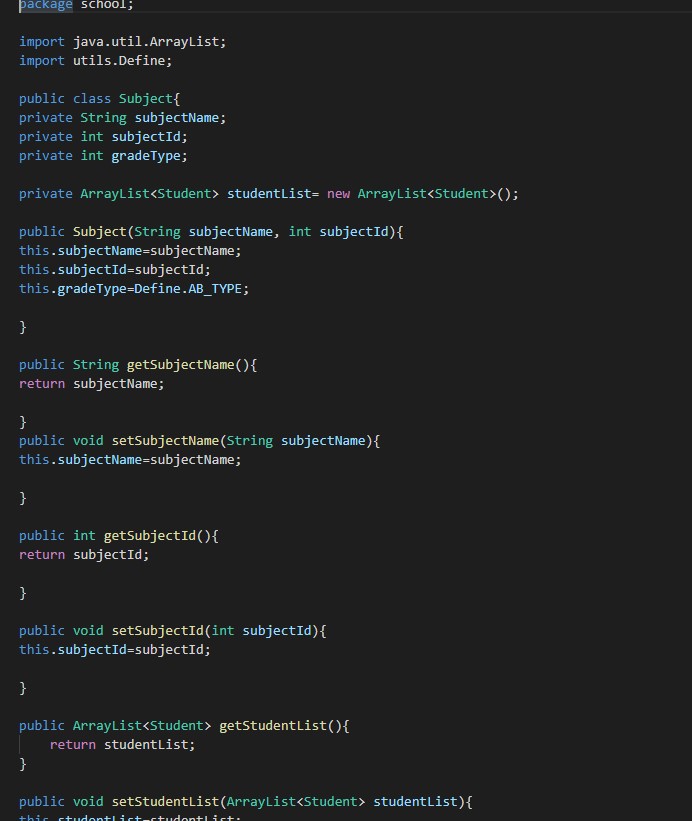 package school;
import java.util.ArrayList;
import utils.Define;
public class Subject{
private String subjectName;
private int subjectId;
private int gradeType;
private ArrayList<Student> studentList= new ArrayList<Student>();
public Subject(String subjectName, int subjectId){
this.subjectName=subjectName;
this.subjectId=subjectId;
this.gradeType=Define.AB_TYPE;
}
public String getSubjectName(){
return subjectName;
}
public void setSubjectName(String subjectName){
this.subjectName=subjectName;
}
public int getSubjectId(){
return subjectId;
}
public void setSubjectId(int subjectId){
this.subjectId=subjectId;
}
public ArrayList<Student> getStudentList(){
return studentList;
}
public void setStudentList(ArrayList<Student> studentList){
this.studentList=studentList;